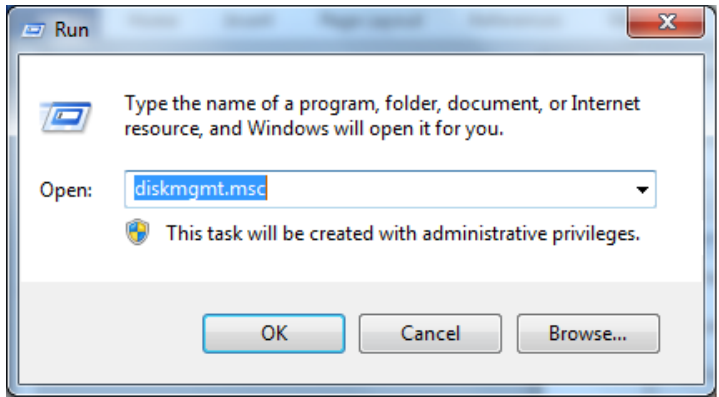 Run
Type the name of a program, folder, document, or Internet
resource, and Windows will open it for you.
Open: diskmgmt.msc
This task will be created with administrative privileges.
OK Cancel Browse...